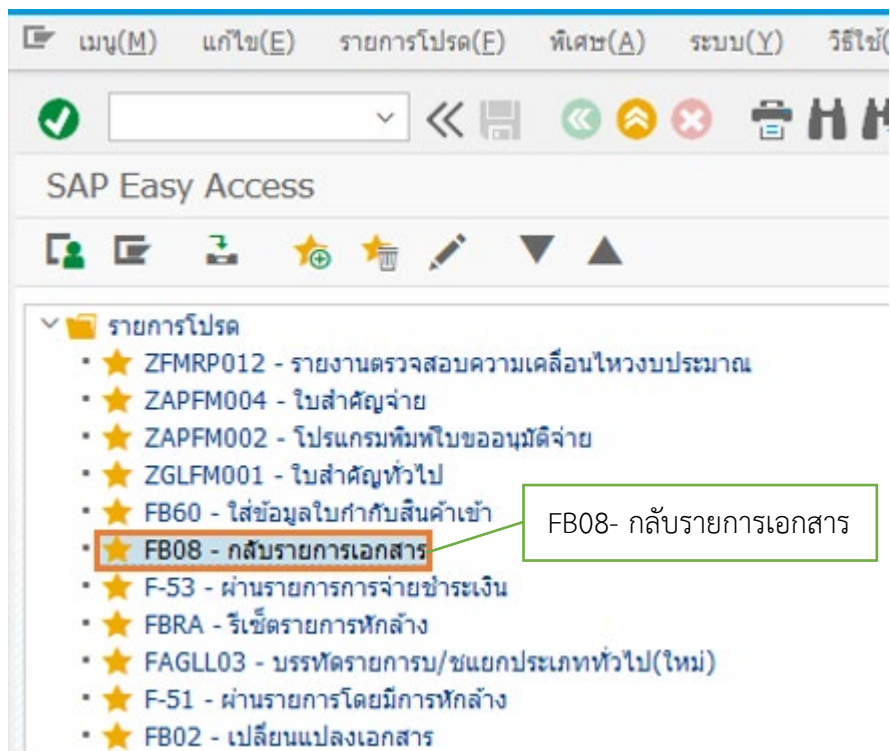 เมนู(M) แก้ไข(E) รายการโปรด(F) พิเศษ(A) ระบบ(Y) วิธีใช้(
SAP Easy Access
รายการโปรด
ZFMRP012 - รายงานตรวจสอบความเคลื่อนไหวงบประมาณ
ZAPFM004 - ใบสำคัญจ่าย
ZAPFM002 - โปรแกรมพิมพ์ใบขออนุมัติจ่าย
ZGLFM001 - ใบสำคัญทั่วไป
FB60 - ใส่ข้อมูลใบกำกับสินค้าเข้า
FB08 - กลับรายการเอกสาร
FB08- กลับรายการเอกสาร
F-53 - ผ่านรายการการจ่ายชำระเงิน
FBRA - รีเซ็ตรายการหักล้าง
FAGLL03 - บรรทัดรายการบ/ชแยกประเภททั่วไป(ใหม่)
F-51 - ผ่านรายการโดยมีการหักล้าง
FB02 - เปลี่ยนแปลงเอกสาร